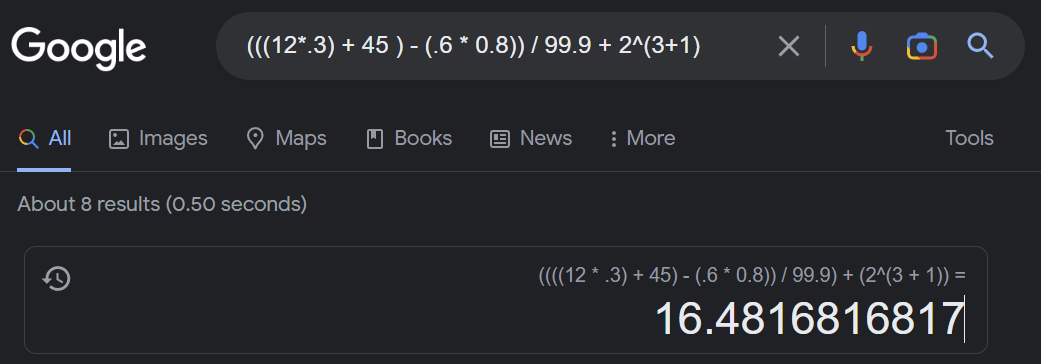 Google (((12*.3) + 45 ) - (.6 * 0.8)) / 99.9 + 2^(3+1)
All Images Maps Books News More Tools
About 8 results (0.50 seconds)
((((12 * .3) + 45) - (.6 * 0.8)) / 99.9) + (2^(3 + 1)) =
16.4816816817